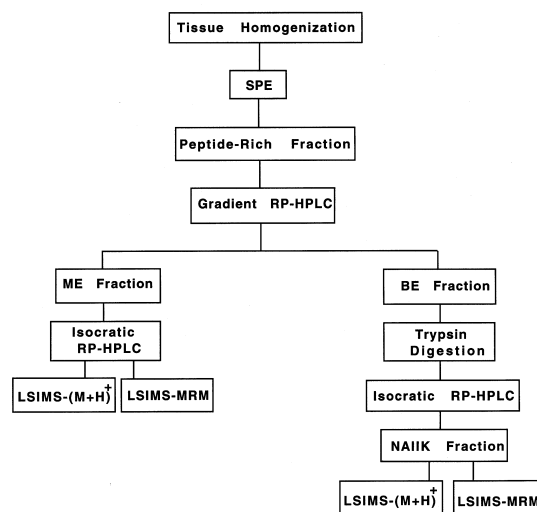 Tissue Homogenization
SPE
Peptide-Rich Fraction
Gradient RP-HPLC
ME Fraction
BE Fraction
Isocratic
RP-HPLC
Trypsin
Digestion
LSIMS-(M+H)+
LSIMS-MRM
Isocratic RP-HPLC
NAIIK Fraction
LSIMS-(M+H)+
LSIMS-MRM